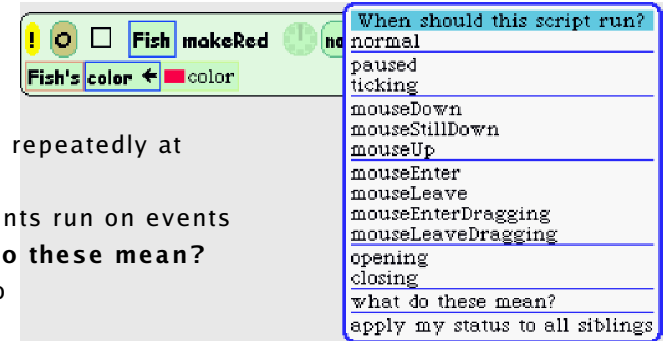 ! O Fish makeRed
Fish's color ← color
When should this script run?
normal
paused
ticking
mouseDown
mouseStillDown
mouseUp
mouseEnter
mouseLeave
mouseEnterDragging
mouseLeaveDragging
opening
closing
what do these mean?
apply my status to all siblings
repeatedly at
nts run on events
o these mean?